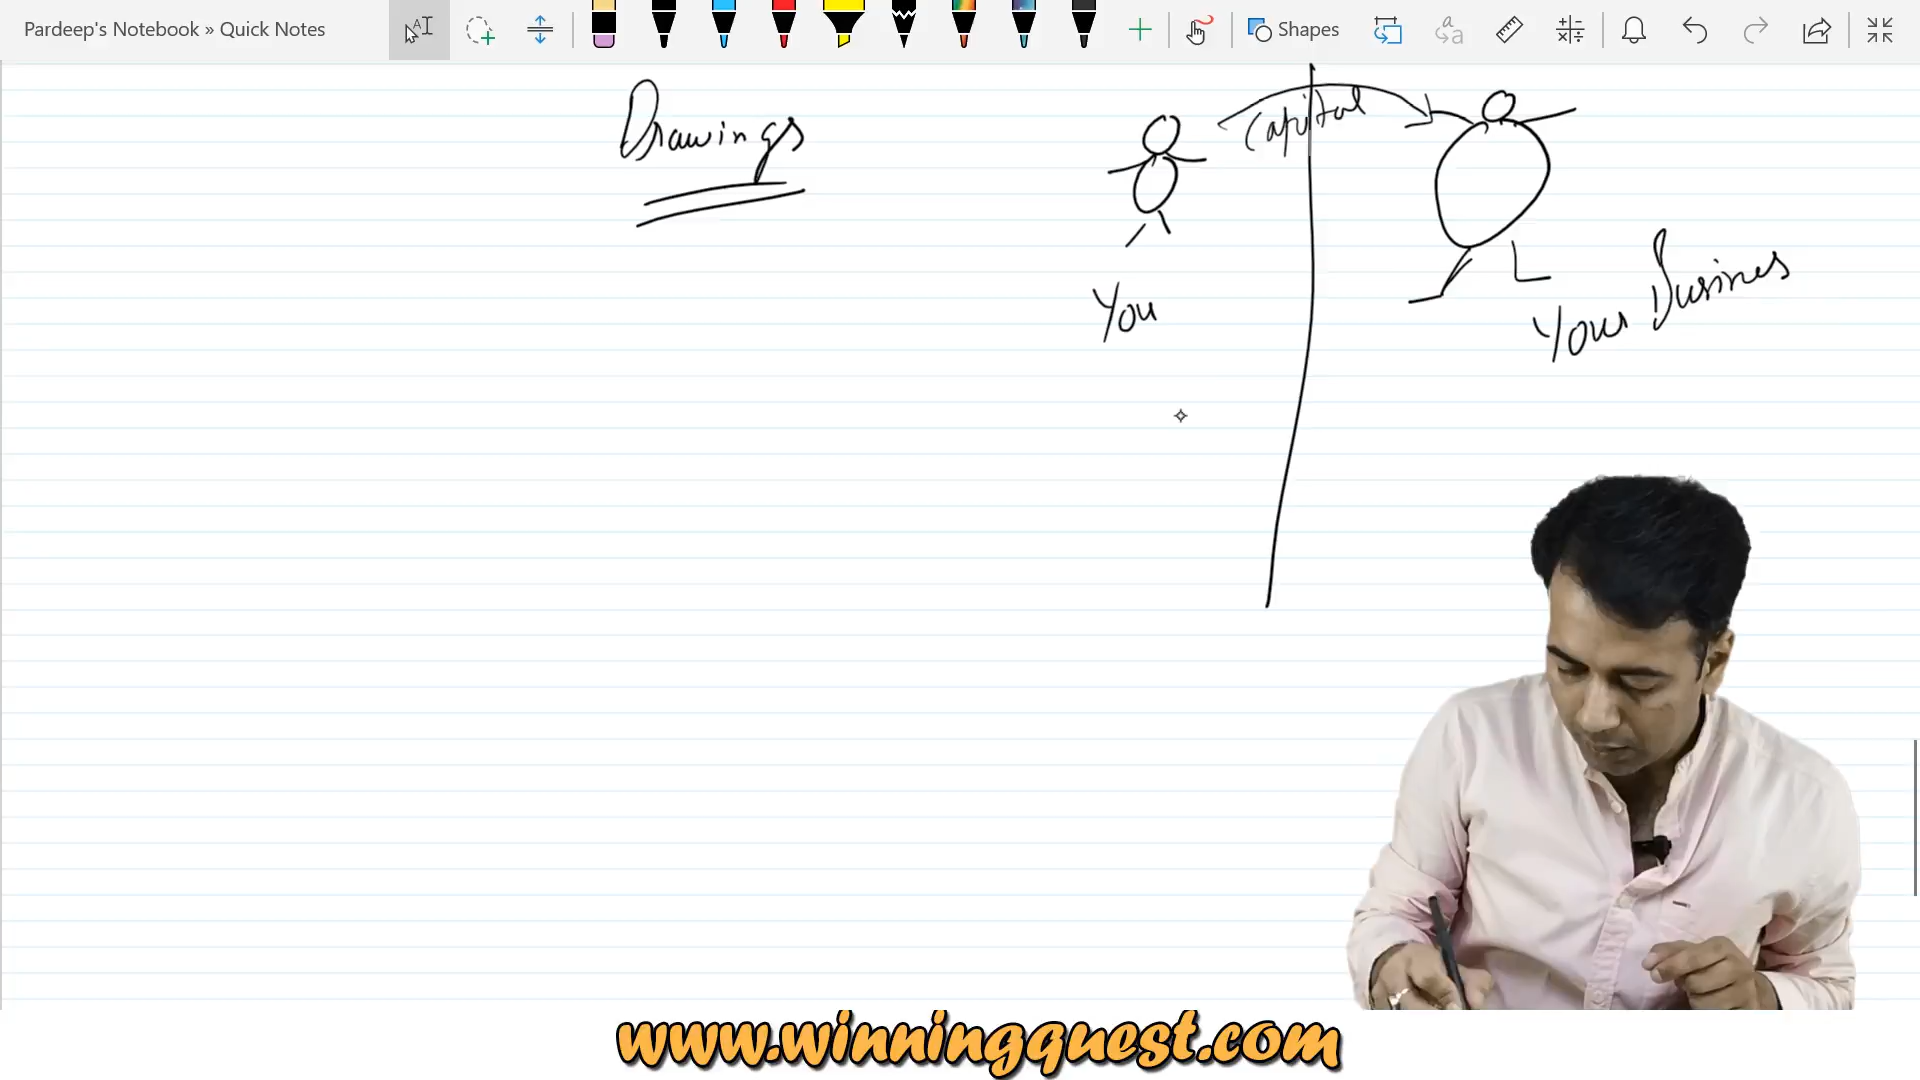 Pardeep's Notebook » Quick Notes
Shapes
Drawings
Capital
You
Your Business
www.winningquest.com